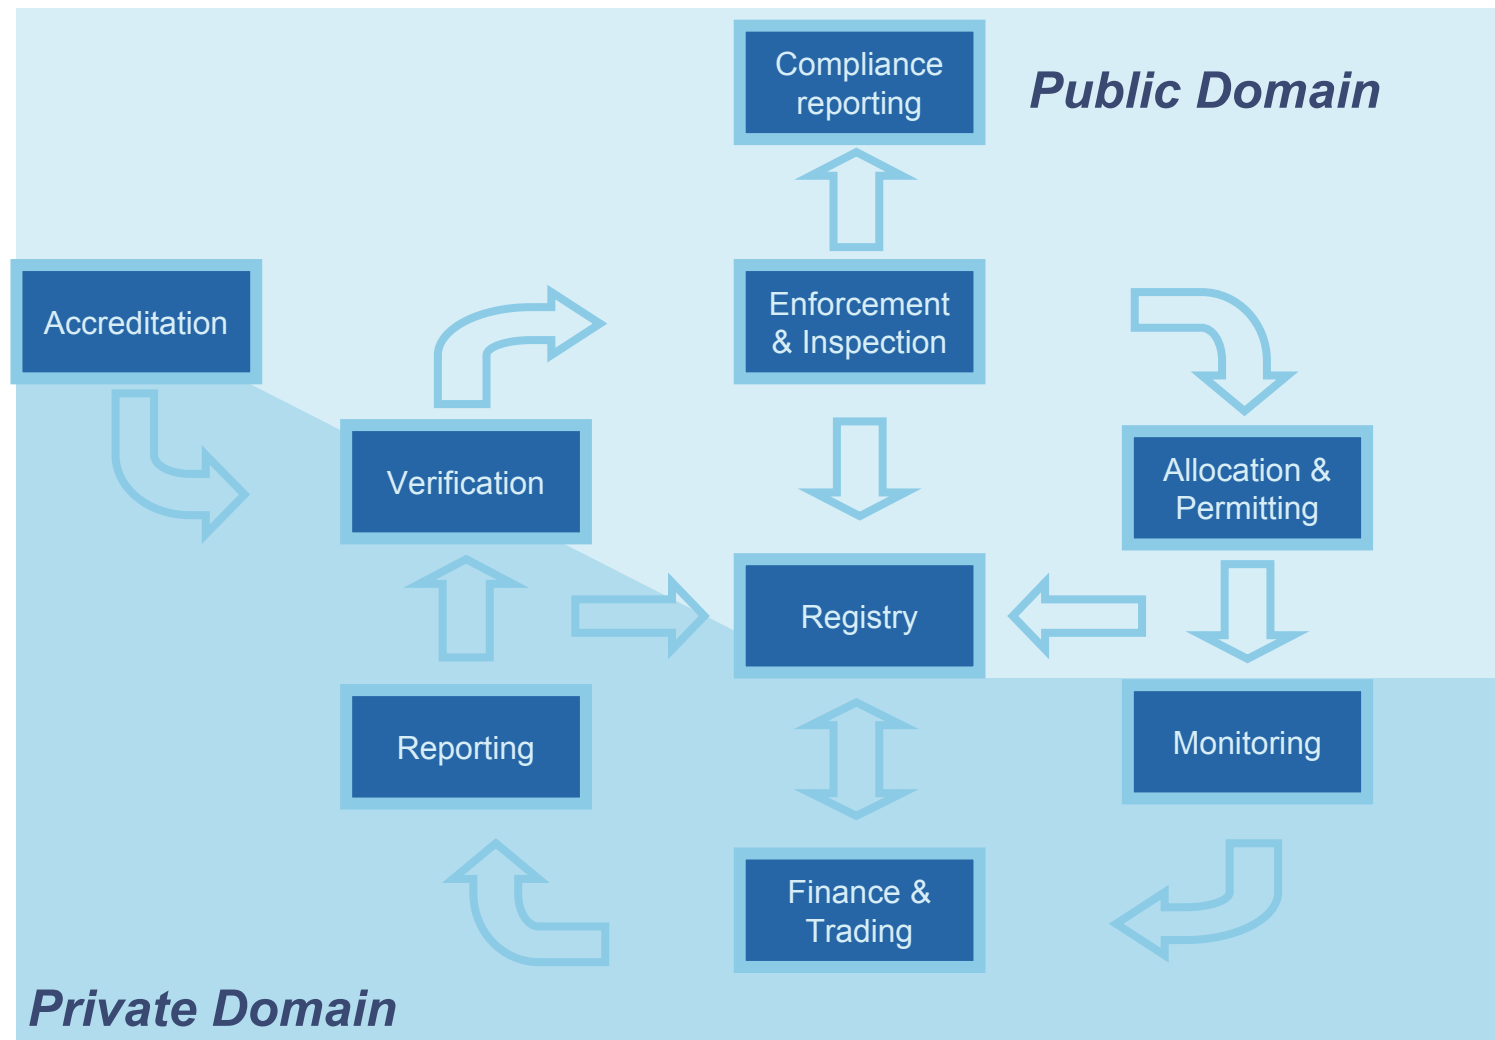 Compliance
reporting
Public Domain
Accreditation
Enforcement
& Inspection
Verification
Allocation &
Permitting
Registry
Reporting
Monitoring
Finance &
Trading
Private Domain